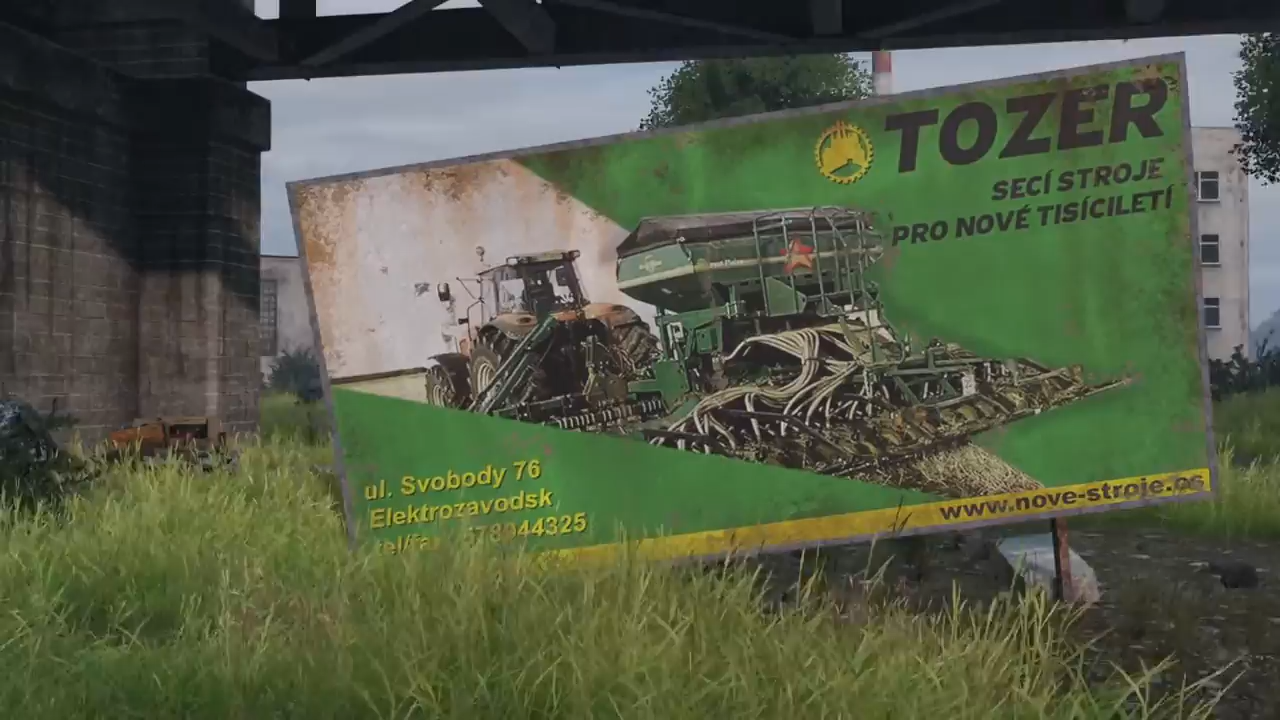 TOZER
SECÍ STROJE
PRO NOVÉ TISÍCILETÍ
ul. Svobody 76
Elektrozavodsk
www.nove-stroje.cs